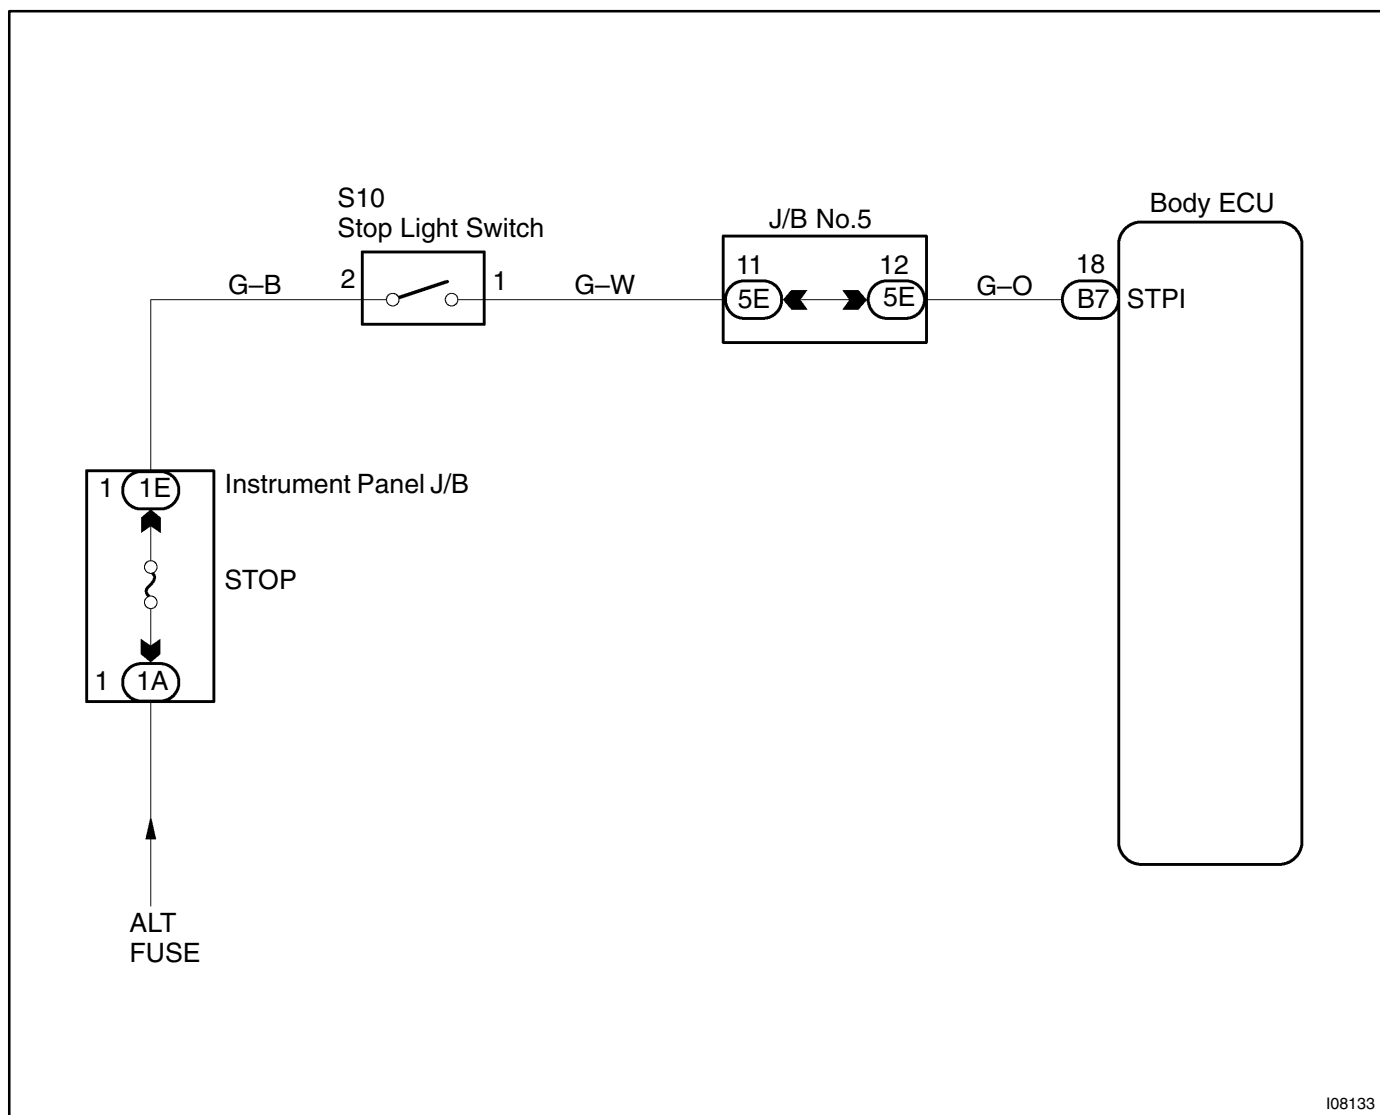 S10
Stop Light Switch
J/B No.5
Body ECU
G–B
2
1
G–W
11
5E
12
5E
G–O
18
B7
STPI
1
1E
Instrument Panel J/B
STOP
1
1A
ALT
FUSE
I08133